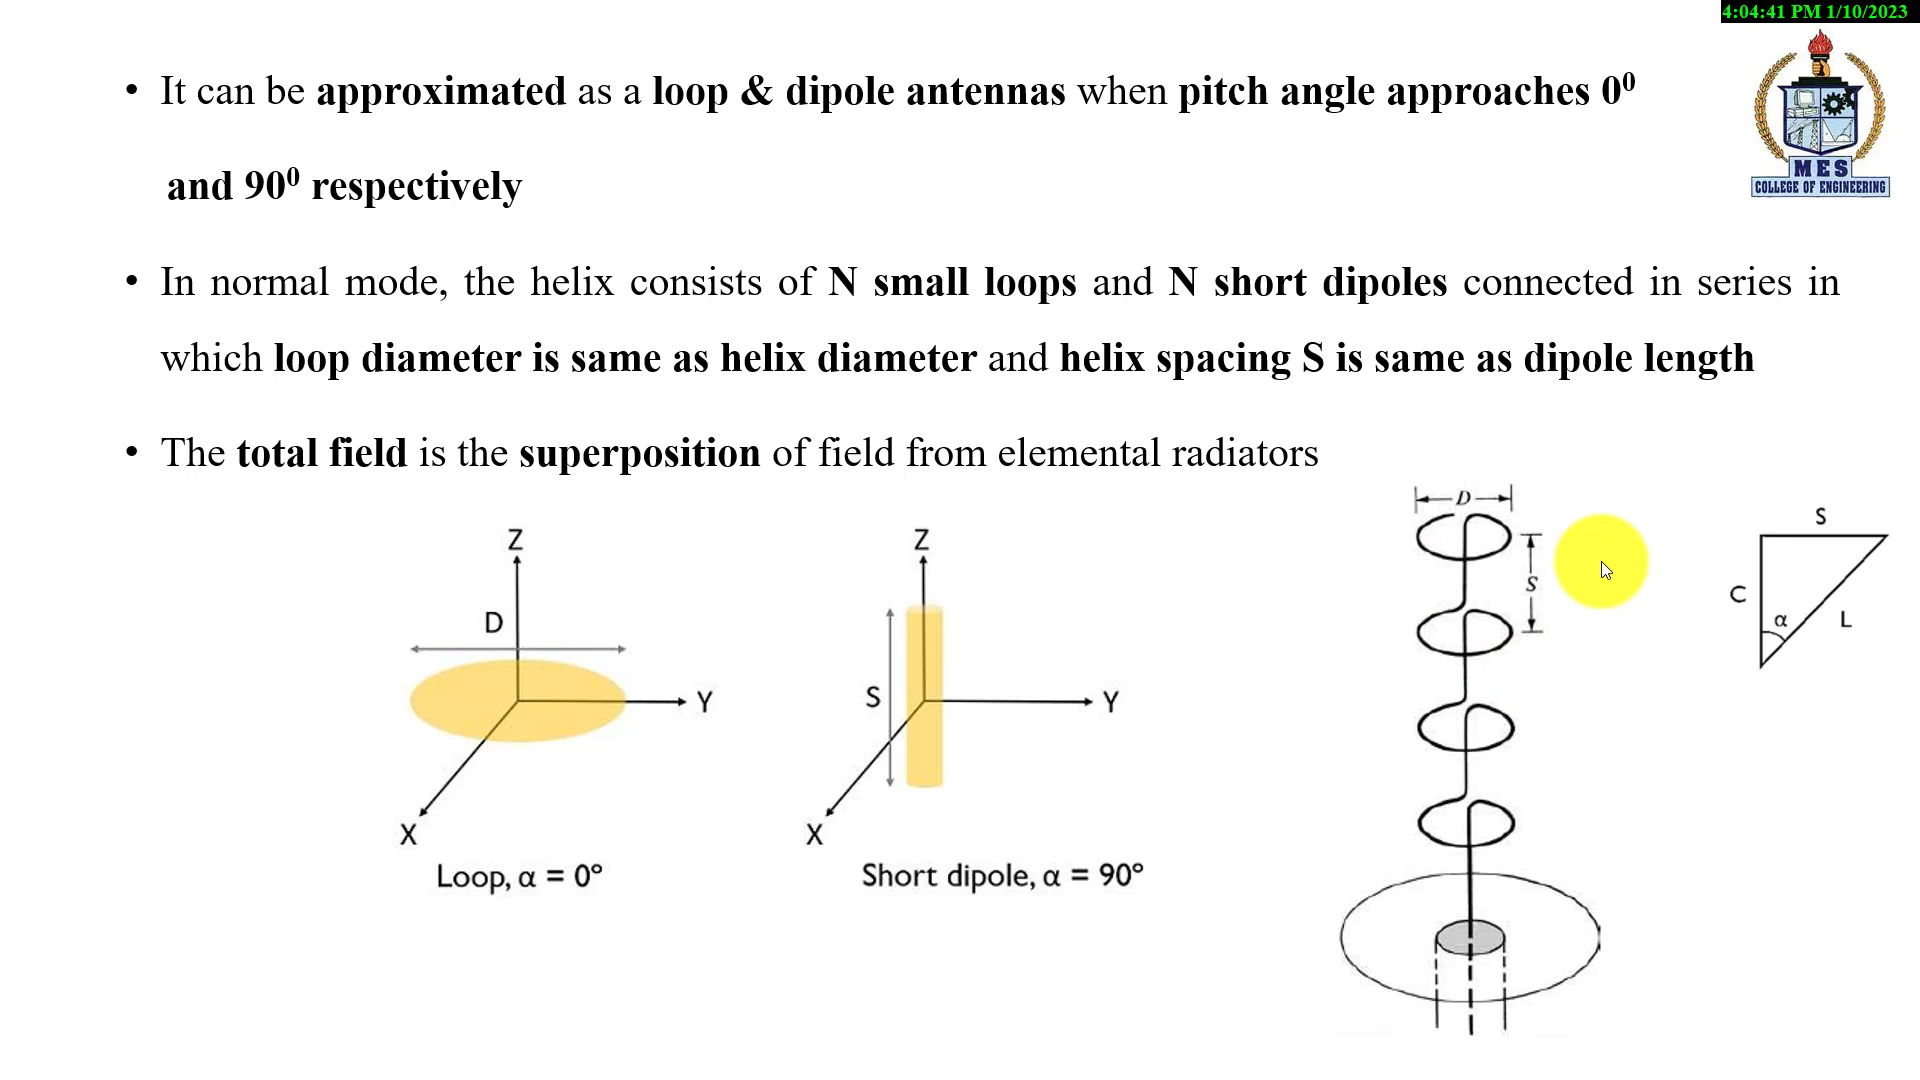 4:04:41 PM 1/10/2023
• It can be approximated as a loop & dipole antennas when pitch angle approaches 0⁰
and 90⁰ respectively
• In normal mode, the helix consists of N small loops and N short dipoles connected in series in
which loop diameter is same as helix diameter and helix spacing S is same as dipole length
• The total field is the superposition of field from elemental radiators
MES
COLLEGE OF ENGINEERING
Z
D
Y
X
Loop, α = 0°
Z
S
Y
X
Short dipole, α = 90°
D
S
S
C
α
L